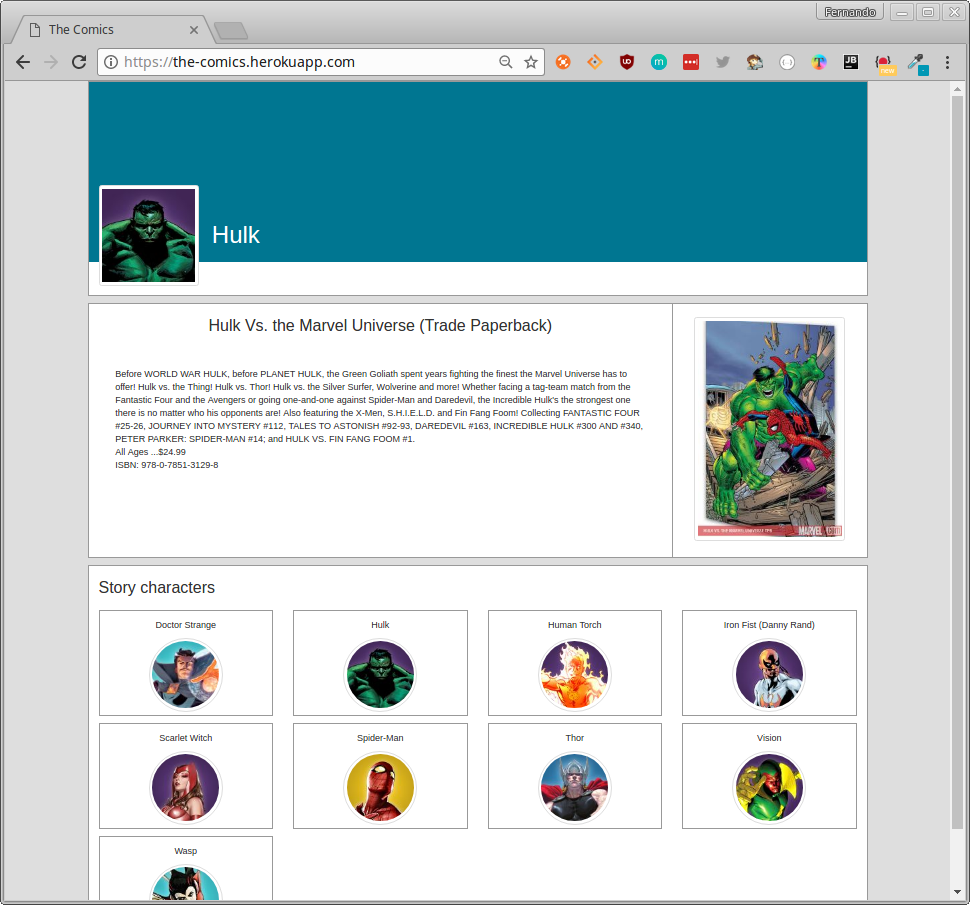 Fernando
The Comics
https://the-comics.herokuapp.com
UD
m
JB
new
T
Hulk
Hulk Vs. the Marvel Universe (Trade Paperback)
Before WORLD WAR HULK, before PLANET HULK, the Green Goliath spent years fighting the finest the Marvel Universe has to
offer! Hulk vs. the Thing! Hulk vs. Thor! Hulk vs. the Silver Surfer, Wolverine and more! Whether facing a tag-team match from the
Fantastic Four and the Avengers or going one-and-one against Spider-Man and Daredevil, the Incredible Hulk's the strongest one
there is no matter who his opponents are! Also featuring the X-Men, S.H.I.E.L.D. and Fin Fang Foom! Collecting FANTASTIC FOUR
#25-26, JOURNEY INTO MYSTERY #112, TALES TO ASTONISH #92-93, DAREDEVIL #163, INCREDIBLE HULK #300 AND #340,
PETER PARKER: SPIDER-MAN #14; and HULK VS. FIN FANG FOOM #1.
All Ages ...$24.99
ISBN: 978-0-7851-3129-8
HULK VS. THE MARVEL UNIVERSE TPB
MARVEL
Story characters
Doctor Strange
Hulk
Human Torch
Iron Fist (Danny Rand)
Scarlet Witch
Spider-Man
Thor
Vision
Wasp